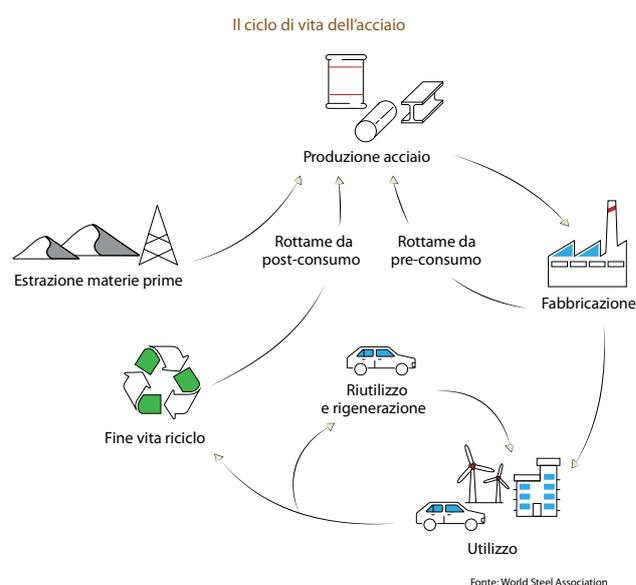 Il ciclo di vita dell'acciaio
Produzione acciaio
Estrazione materie prime
Rottame da
post-consumo
Rottame da
pre-consumo
Fabbricazione
Fine vita riciclo
Riutilizzo
e rigenerazione
Utilizzo
Fonte: World Steel Association